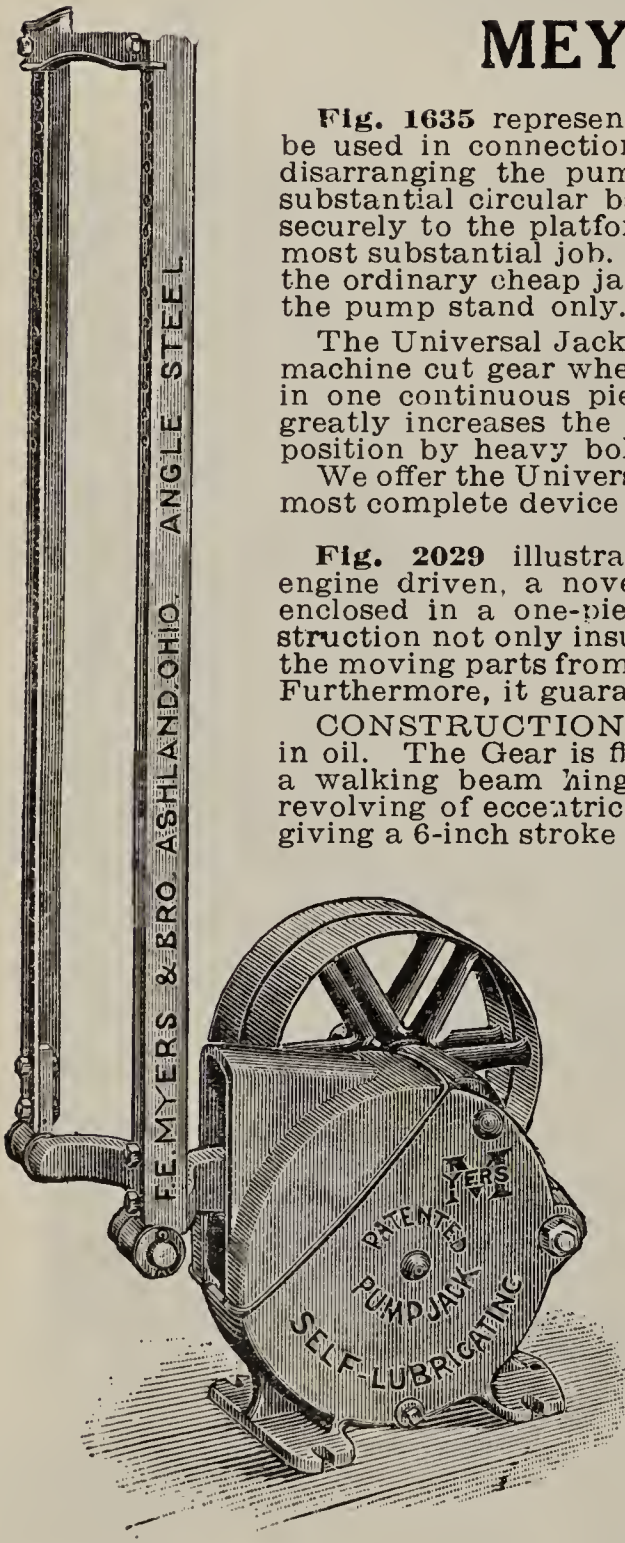 MEY
Fig. 1635 represen
be used in connection
disarranging the pum
substantial circular b
securely to the platfor
most substantial job.
the ordinary cheap ja
the pump stand only.
The Universal Jack
machine cut gear whe
in one continuous pie
greatly increases the
position by heavy bol
We offer the Univers
most complete device
Fig. 2029 illustra
engine driven, a nove
enclosed in a one-pie
struction not only insu
the moving parts from
Furthermore, it guara
CONSTRUCTION
in oil. The Gear is fi
a walking beam hing
revolving of eccentric
giving a 6-inch stroke
F.E. MYERS & BRO. ASHLAND. OHIO. ANGLE STEEL
MYERS
PATENTED
PUMP JACK
SELF-LUBRICATING